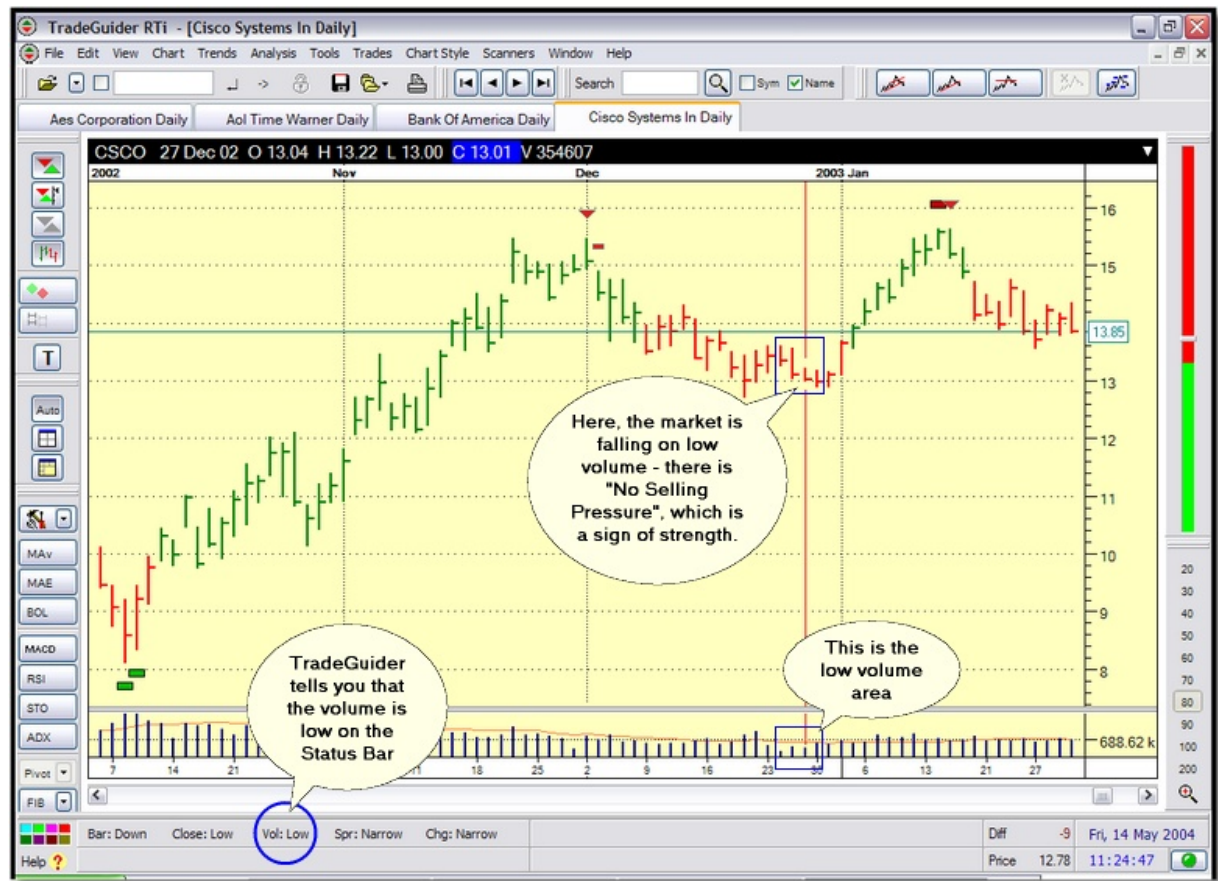 TradeGuider RTi - [Cisco Systems In Daily]
File Edit View Chart Trends Analysis Tools Trades Chart Style Scanners Window Help
Search Sym Name
Aes Corporation Daily Aol Time Warner Daily Bank Of America Daily Cisco Systems In Daily
CSCO 27 Dec 02 O 13.04 H 13.22 L 13.00 C 13.01 V 354607
2002 Nov Dec 2003 Jan
16
15
13.85
13
12
11
10
9
8
688.62 k
Here, the market is
falling on low
volume - there is
"No Selling
Pressure", which is
a sign of strength.
This is the
low volume
area
TradeGuider
tells you that
the volume is
low on the
Status Bar
7 14 21 11 18 25 2 9 16 23 30 6 13 21 27
T
Auto
MAv
MAE
BOL
MACD
RSI
STO
ADX
Pivot
FIB
20
30
40
50
60
70
80
90
100
200
Bar: Down Close: Low Vol: Low Spr: Narrow Chg: Narrow Diff -9 Fri, 14 May 2004
Help ? Price 12.78 11:24:47